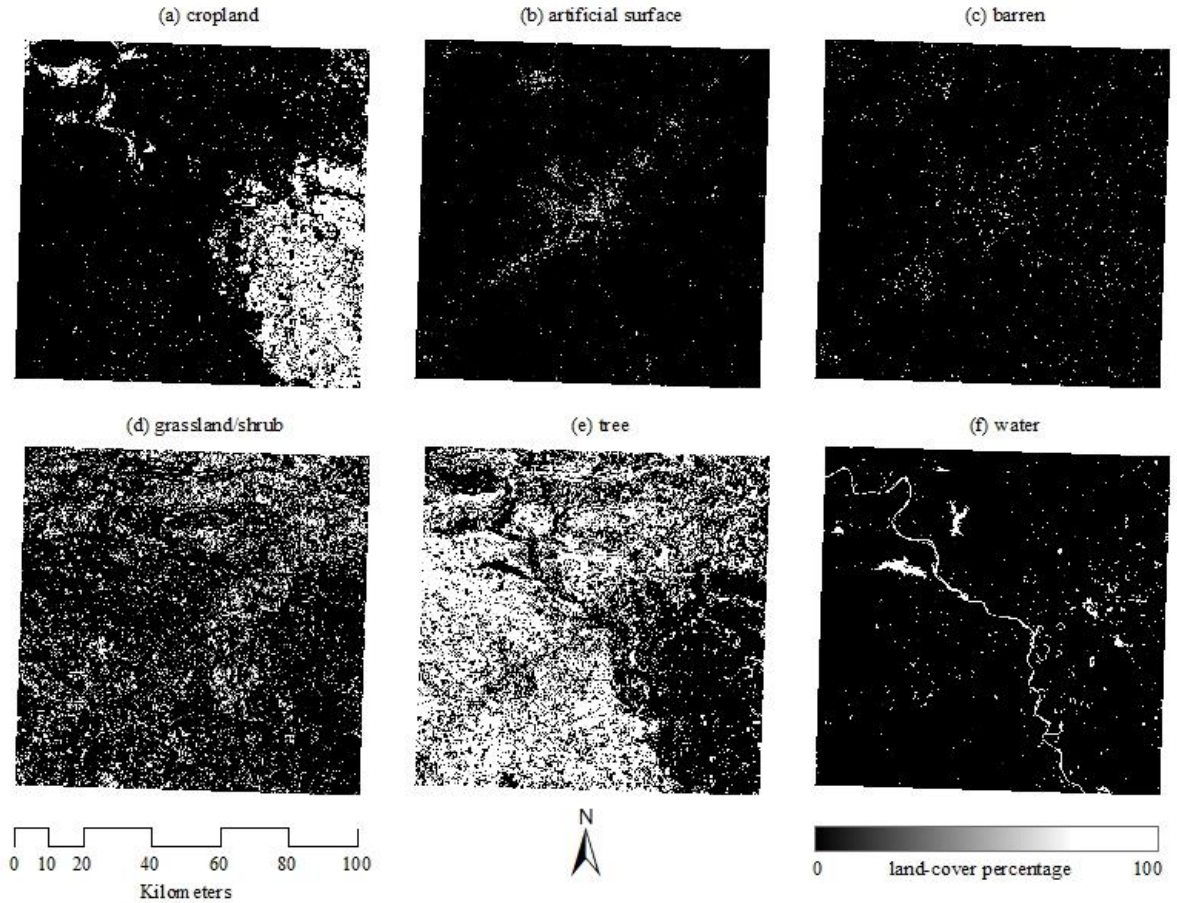 (a) cropland
(b) artificial surface
(c) barren
(d) grassland/shrub
(e) tree
(f) water
0 10 20 40 60 80 100
Kilometers
N
0 land-cover percentage 100